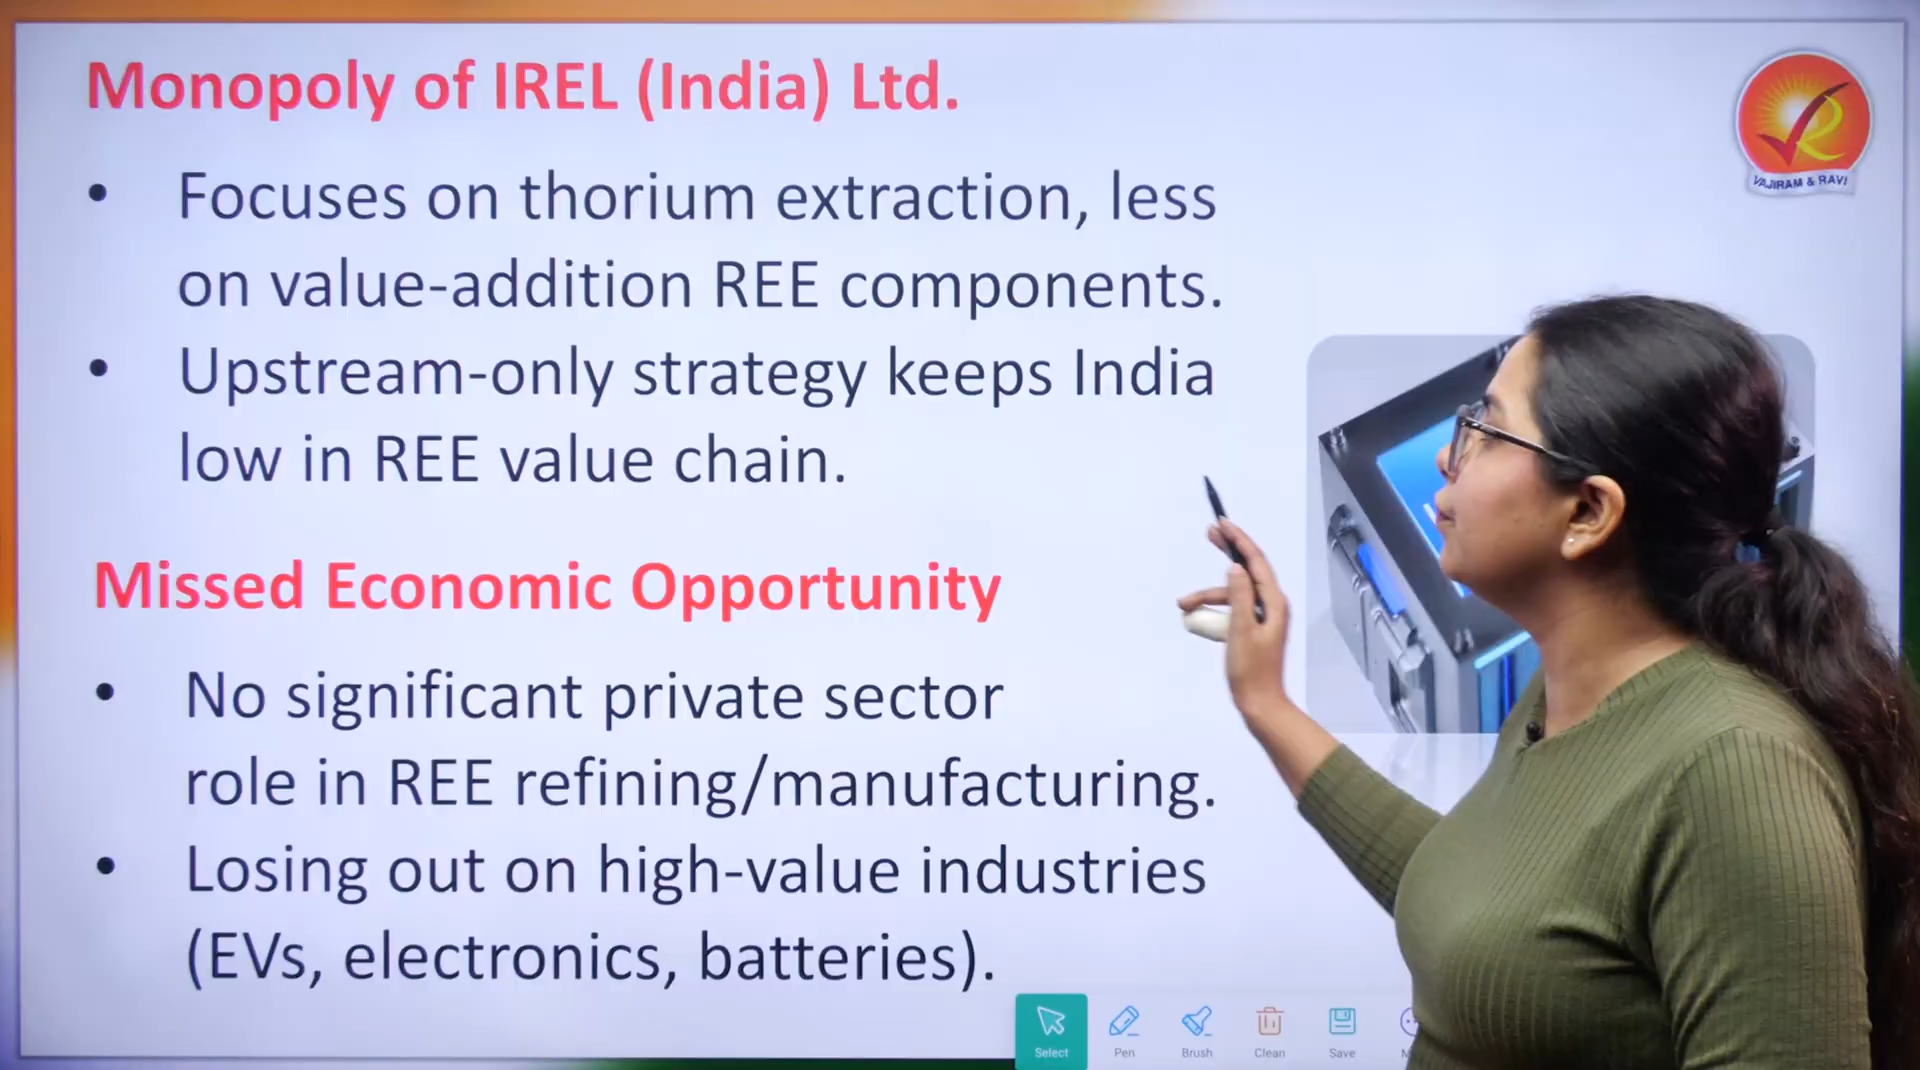 Monopoly of IREL (India) Ltd.
VAJIRAM & RAVI
• Focuses on thorium extraction, less
on value-addition REE components.
• Upstream-only strategy keeps India
low in REE value chain.
Missed Economic Opportunity
• No significant private sector
role in REE refining/manufacturing.
• Losing out on high-value industries
(EVs, electronics, batteries).
Select Pen Brush Clean Save